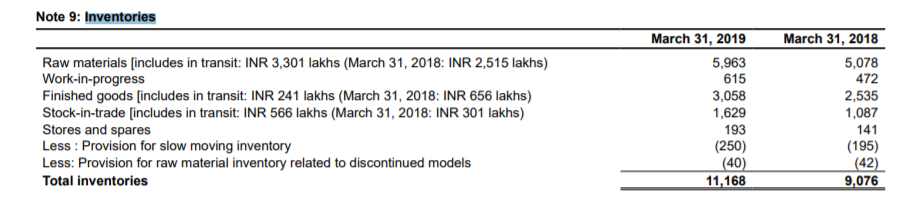 Note 9: Inventories
March 31, 2019 March 31, 2018
Raw materials [includes in transit: INR 3,301 lakhs (March 31, 2018: INR 2,515 lakhs) 5,963 5,078
Work-in-progress 615 472
Finished goods [includes in transit: INR 241 lakhs (March 31, 2018: INR 656 lakhs) 3,058 2,535
Stock-in-trade [includes in transit: INR 566 lakhs (March 31, 2018: INR 301 lakhs) 1,629 1,087
Stores and spares 193 141
Less : Provision for slow moving inventory (250) (195)
Less: Provision for raw material inventory related to discontinued models (40) (42)
Total inventories 11,168 9,076